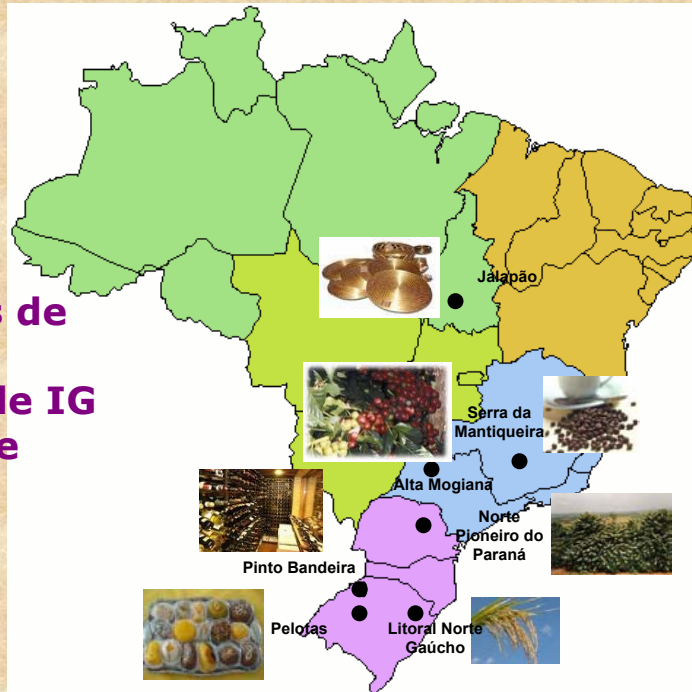 s de
le IG
e
Jalapão
Serra da
Mantiqueira
Alta Mogiana
Norte
Pioneiro do
Paraná
Pinto Bandeira
Pelotas
Litoral Norte
Gaúcho